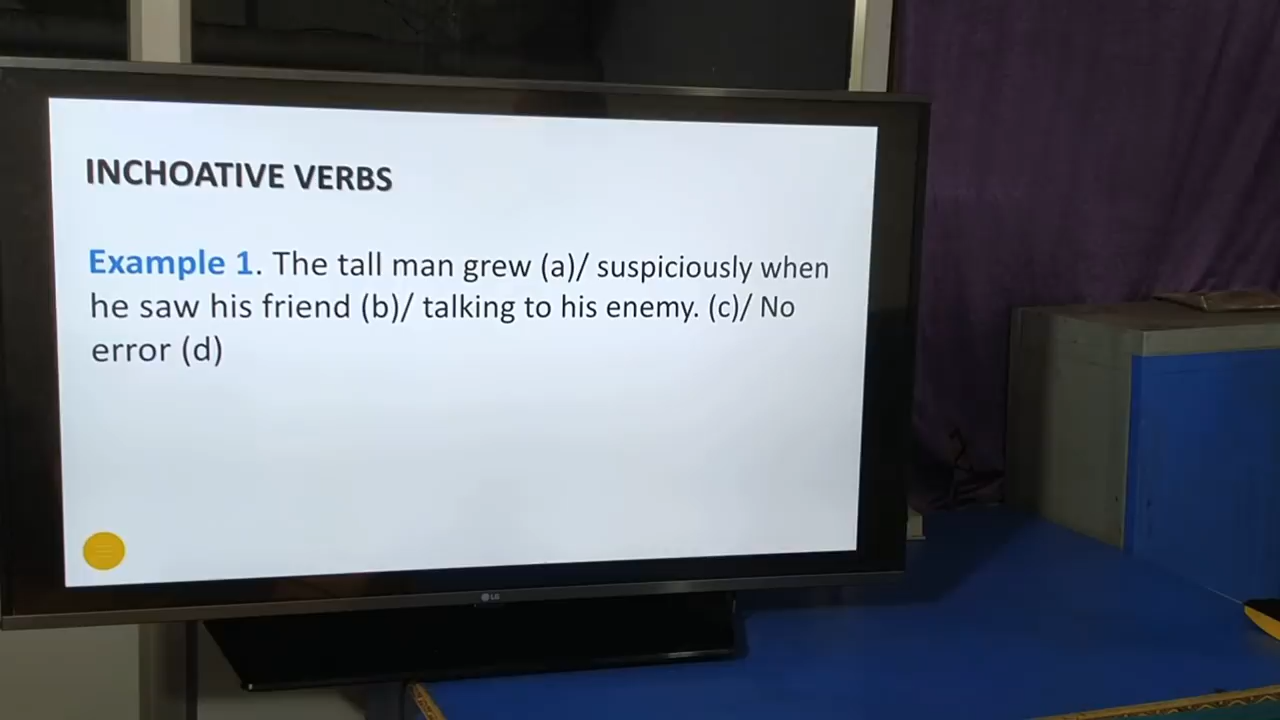 INCHOATIVE VERBS
Example 1. The tall man grew (a)/ suspiciously when
he saw his friend (b)/ talking to his enemy. (c)/ No
error (d)
LG